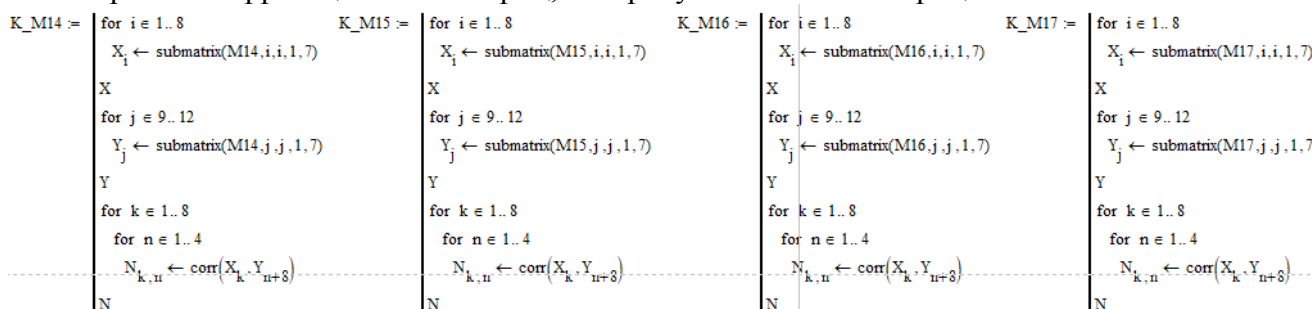 K_M14 := for i ∈ 1.. 8 K_M15 := for i ∈ 1.. 8 K_M16 := for i ∈ 1.. 8 K_M17 := for i ∈ 1.. 8
X_i ← submatrix(M14,i,i,1,7) X_i ← submatrix(M15,i,i,1,7) X_i ← submatrix(M16,i,i,1,7) X_i ← submatrix(M17,i,i,1,7)
X X X X
for j ∈ 9.. 12 for j ∈ 9.. 12 for j ∈ 9.. 12 for j ∈ 9.. 12
Y_j ← submatrix(M14,j,j,1,7) Y_j ← submatrix(M15,j,j,1,7) Y_j ← submatrix(M16,j,j,1,7) Y_j ← submatrix(M17,j,j,1,7
Y Y Y Y
for k ∈ 1.. 8 for k ∈ 1.. 8 for k ∈ 1.. 8 for k ∈ 1.. 8
for n ∈ 1.. 4 for n ∈ 1.. 4 for n ∈ 1.. 4 for n ∈ 1.. 4
N_k,n ← corr(X_k,Y_n+8) N_k,n ← corr(X_k,Y_n+8) N_k,n ← corr(X_k,Y_n+8) N_k,n ← corr(X_k,Y_n+8)
N N N N